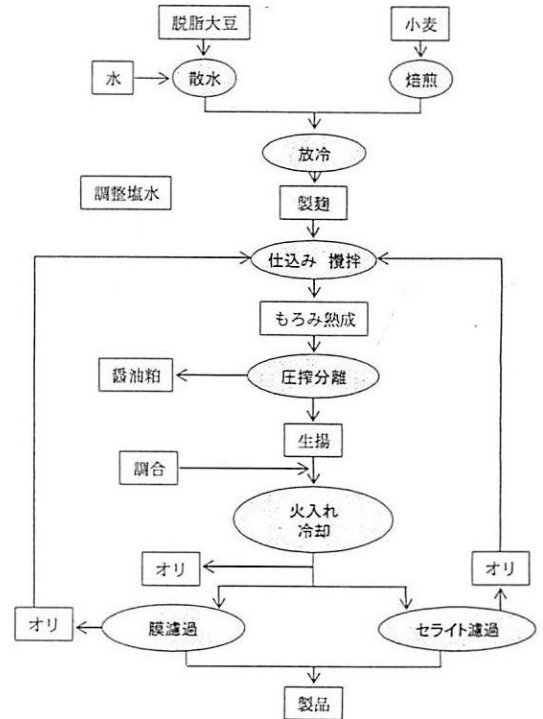 脱脂大豆
小麦
水
散水
焙煎
放冷
調整塩水
製麹
仕込み 攪拌
もろみ熟成
醤油粕
圧搾分離
生揚
調合
火入れ
冷却
オリ
オリ
オリ
膜濾過
セライト濾過
製品